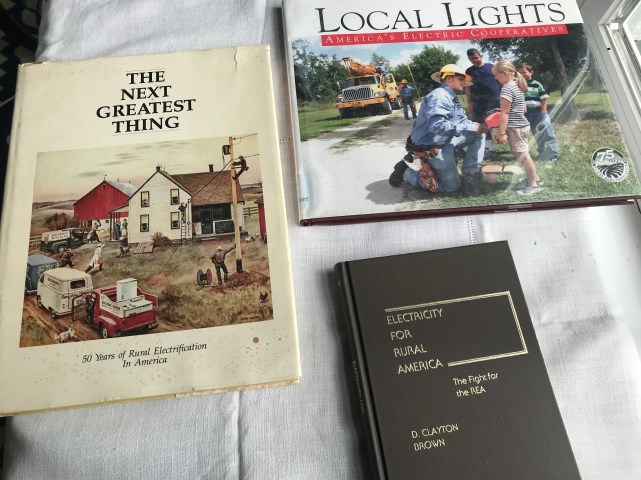 THE
NEXT
GREATEST
THING
50 Years of Rural Electrification
In America
LOCAL LIGHTS
AMERICA'S ELECTRIC COOPERATIVES
75
ELECTRICITY
FOR
RURAL
AMERICA
The Fight for
the REA
D. CLAYTON
BROWN